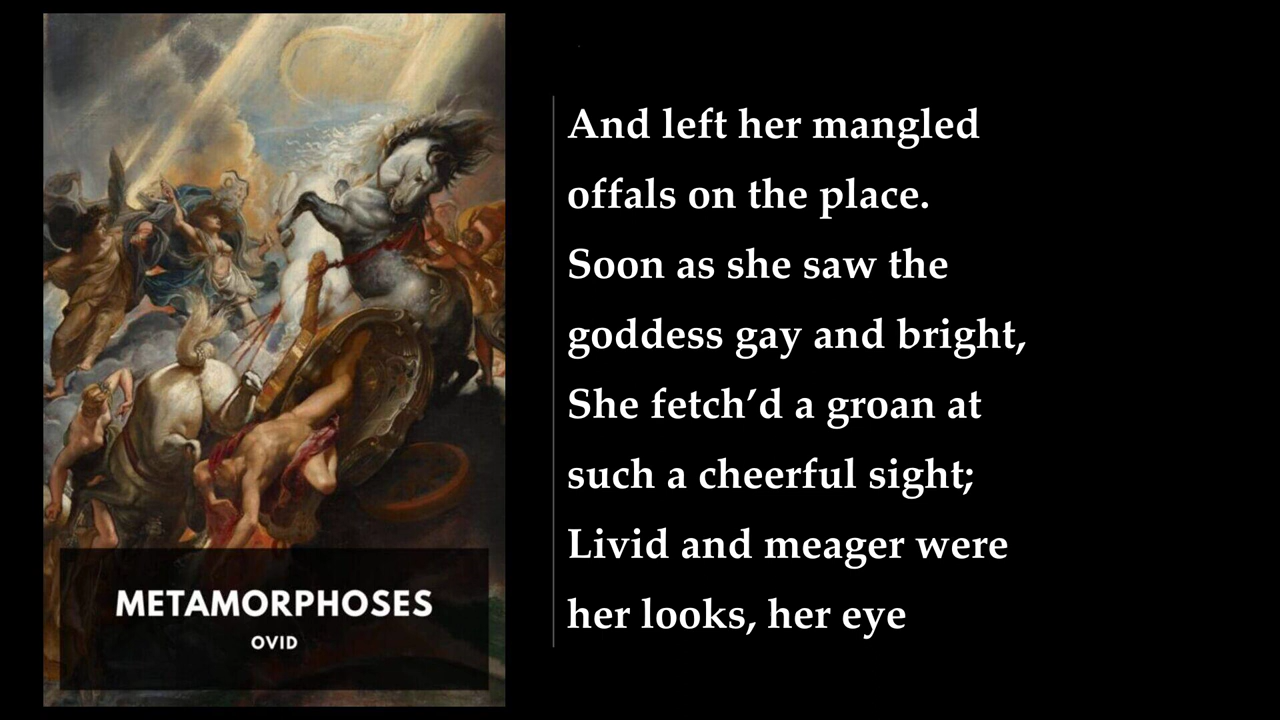 METAMORPHOSES
OVID
And left her mangled
offals on the place.
Soon as she saw the
goddess gay and bright,
She fetch’d a groan at
such a cheerful sight;
Livid and meager were
her looks, her eye